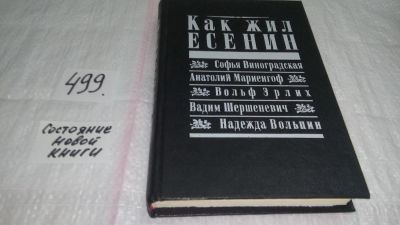 499.
Состояние
новой
книги
Как жил
ЕСЕНИН
Софья Виноградская
Анатолий Мариенгоф
Вольф Эрлих
Вадим Шершеневич
Надежда Вольпин